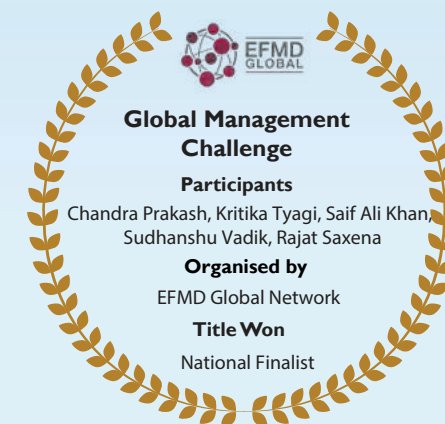 EFMD
GLOBAL
Global Management
Challenge
Participants
Chandra Prakash, Kritika Tyagi, Saif Ali Khan,
Sudhanshu Vadik, Rajat Saxena
Organised by
EFMD Global Network
Title Won
National Finalist